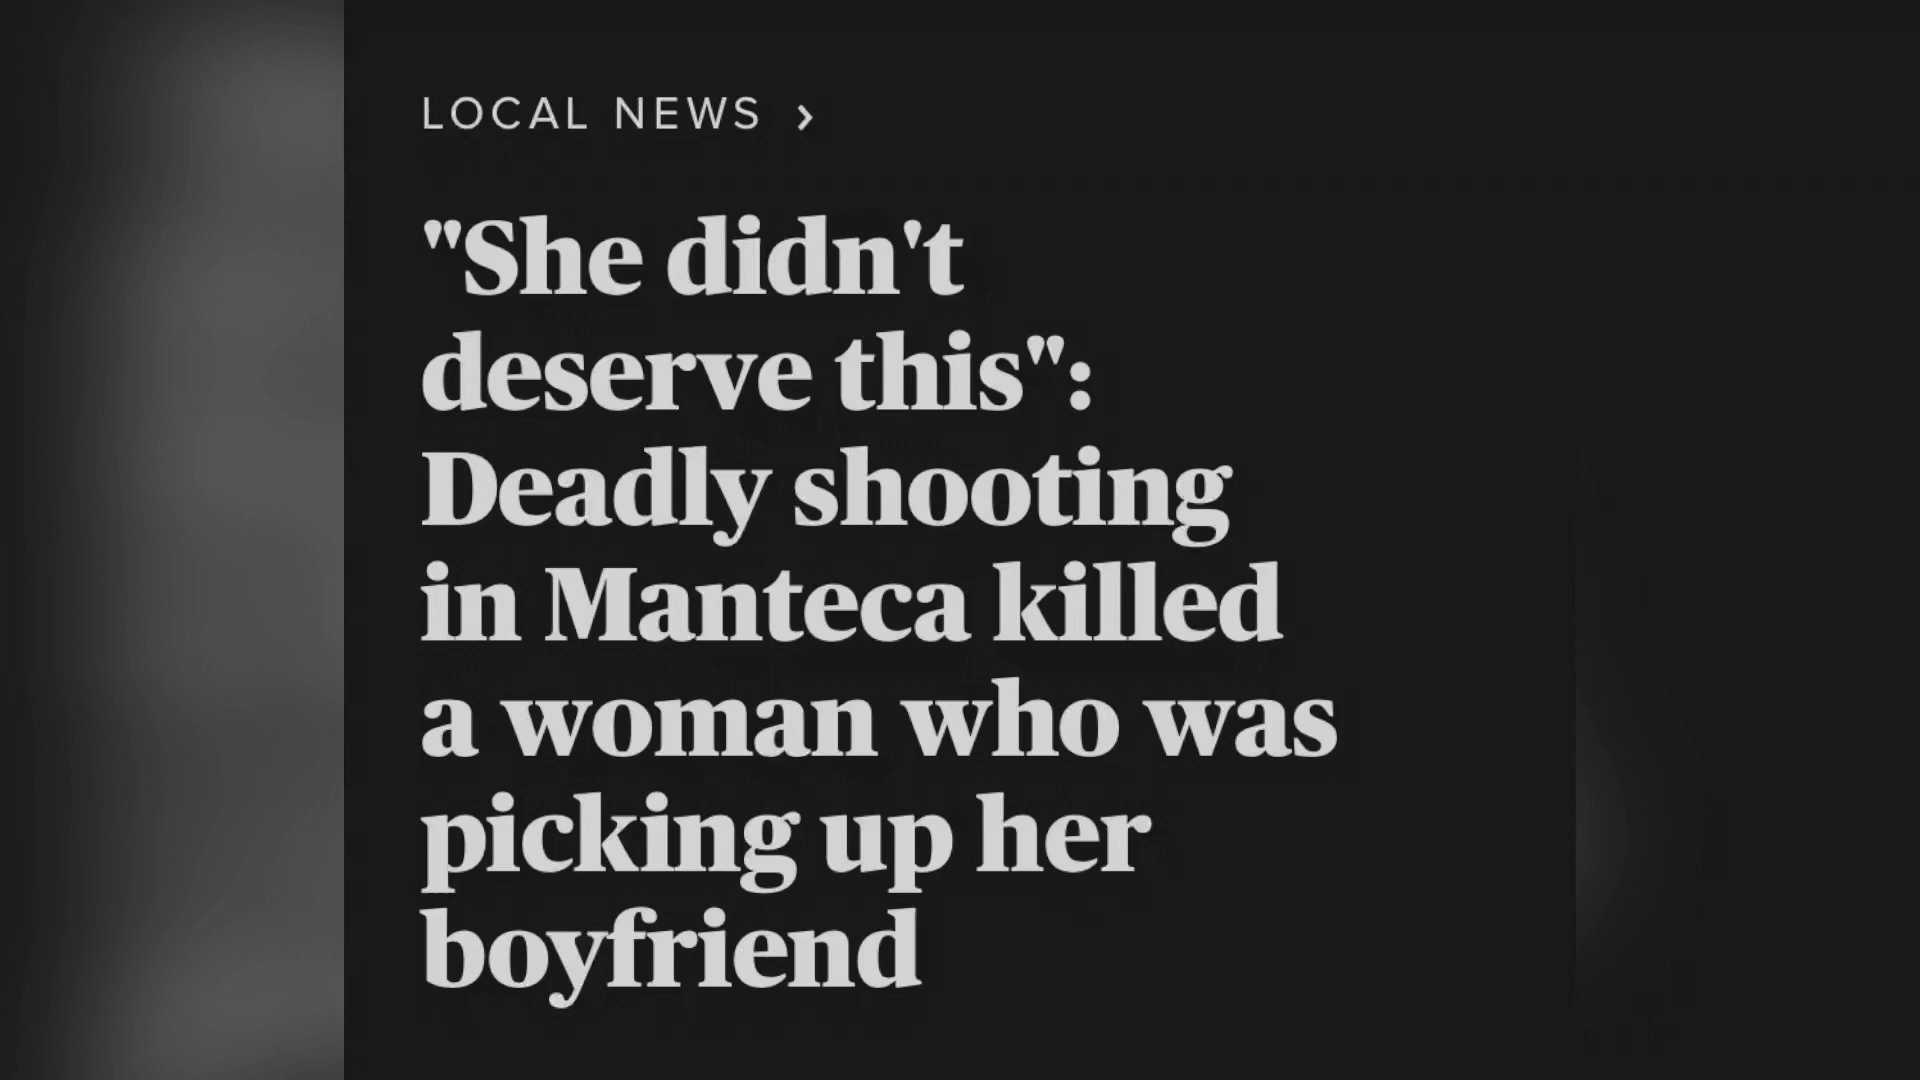 LOCAL NEWS ›
"She didn't
deserve this":
Deadly shooting
in Manteca killed
a woman who was
picking up her
boyfriend